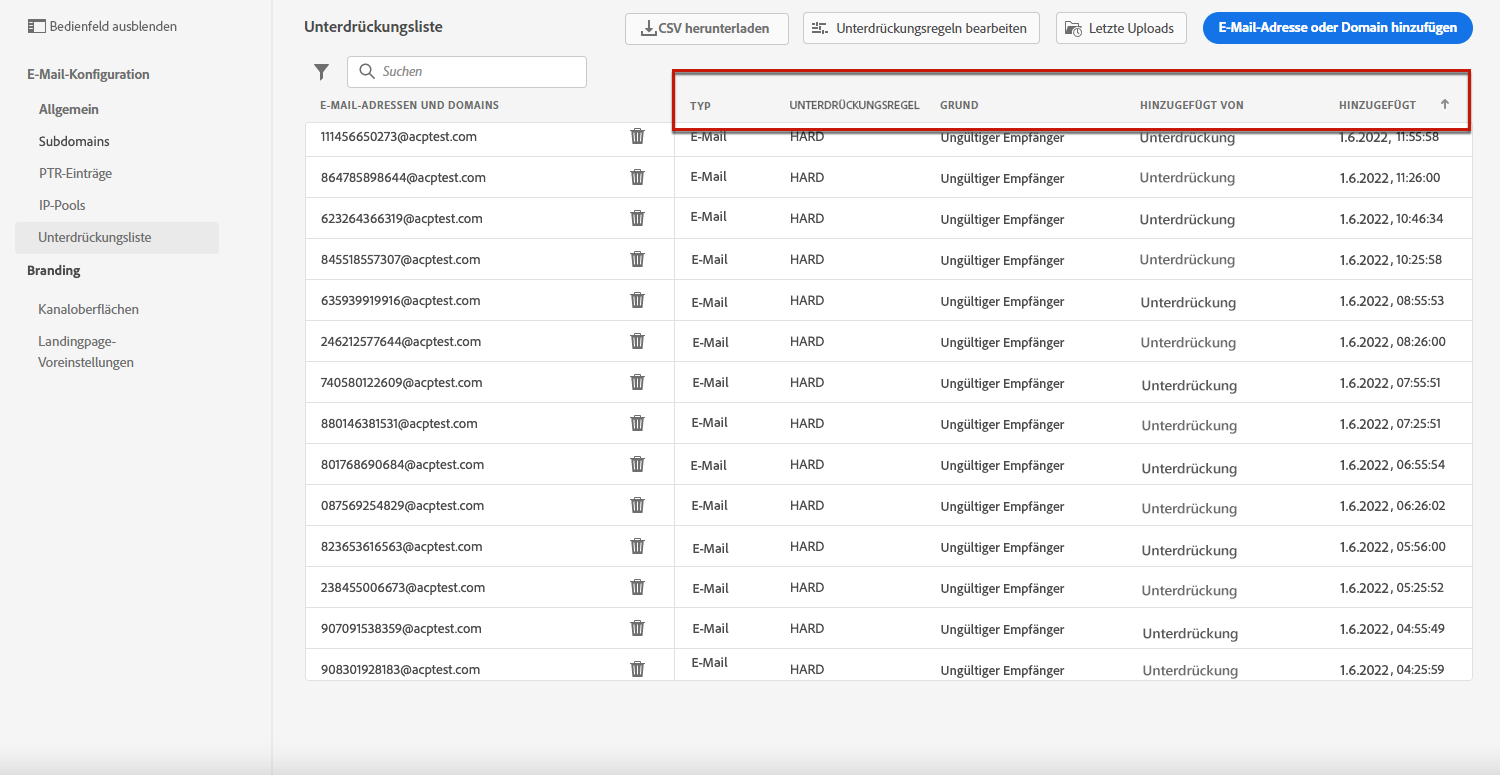 Bedienfeld ausblenden
E-Mail-Konfiguration
Allgemein
Subdomains
PTR-Einträge
IP-Pools
Unterdrückungsliste
Branding
Kanaloberflächen
Landingpage-
Voreinstellungen
Unterdrückungsliste
CSV herunterladen
Unterdrückungsregeln bearbeiten
Letzte Uploads
E-Mail-Adresse oder Domain hinzufügen
Suchen
E-MAIL-ADRESSEN UND DOMAINS TYP UNTERDRÜCKUNGSREGEL GRUND HINZUGEFÜGT VON HINZUGEFÜGT
111456650273@acptest.com E-Mail HARD Ungültiger Empfänger Unterdrückung 1.6.2022, 11:55:58
864785898644@acptest.com E-Mail HARD Ungültiger Empfänger Unterdrückung 1.6.2022, 11:26:00
623264366319@acptest.com E-Mail HARD Ungültiger Empfänger Unterdrückung 1.6.2022, 10:46:34
845518557307@acptest.com E-Mail HARD Ungültiger Empfänger Unterdrückung 1.6.2022, 10:25:58
635939919916@acptest.com E-Mail HARD Ungültiger Empfänger Unterdrückung 1.6.2022, 08:55:53
246212577644@acptest.com E-Mail HARD Ungültiger Empfänger Unterdrückung 1.6.2022, 08:26:00
740580122609@acptest.com E-Mail HARD Ungültiger Empfänger Unterdrückung 1.6.2022, 07:55:51
880146381531@acptest.com E-Mail HARD Ungültiger Empfänger Unterdrückung 1.6.2022, 07:25:51
801768690684@acptest.com E-Mail HARD Ungültiger Empfänger Unterdrückung 1.6.2022, 06:55:54
087569254829@acptest.com E-Mail HARD Ungültiger Empfänger Unterdrückung 1.6.2022, 06:26:02
823653616563@acptest.com E-Mail HARD Ungültiger Empfänger Unterdrückung 1.6.2022, 05:56:00
238455006673@acptest.com E-Mail HARD Ungültiger Empfänger Unterdrückung 1.6.2022, 05:25:52
907091538359@acptest.com E-Mail HARD Ungültiger Empfänger Unterdrückung 1.6.2022, 04:55:49
908301928183@acptest.com E-Mail HARD Ungültiger Empfänger Unterdrückung 1.6.2022, 04:25:59